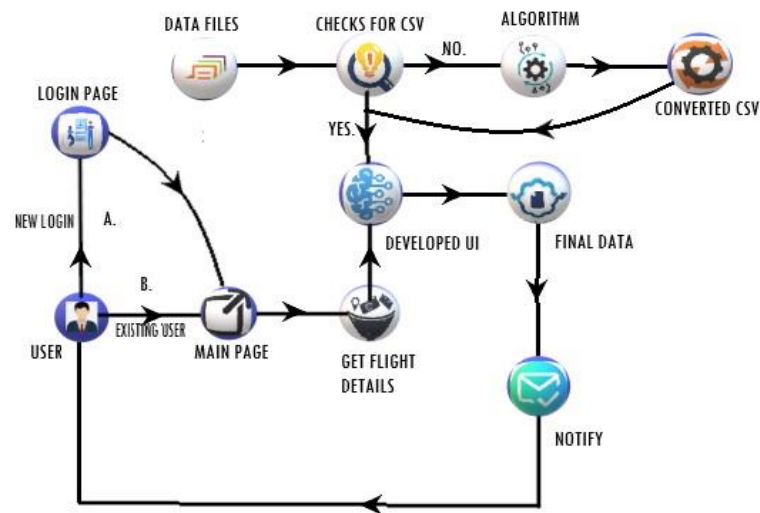 DATA FILES
CHECKS FOR CSV
ALGORITHM
NO.
CONVERTED CSV
LOGIN PAGE
YES.
NEW LOGIN
A.
DEVELOPED UI
FINAL DATA
B.
USER
EXISTING USER
MAIN PAGE
GET FLIGHT
DETAILS
NOTIFY